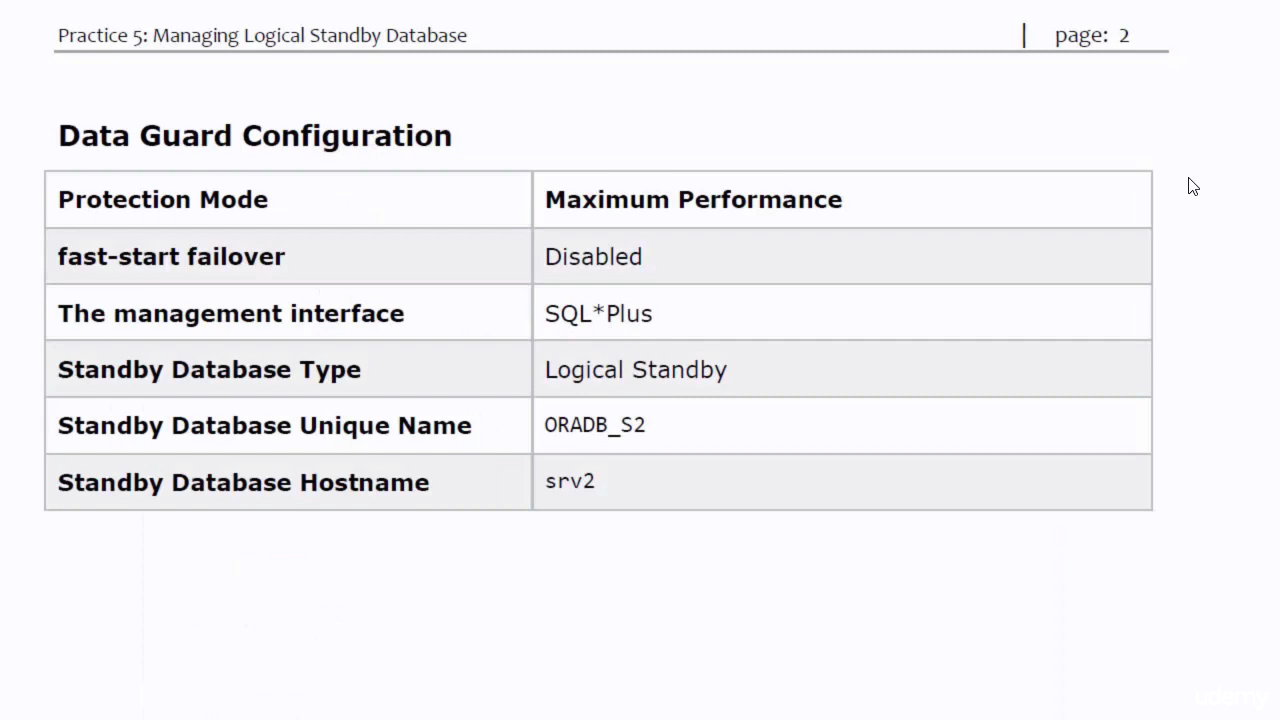 Practice 5: Managing Logical Standby Database | page: 2
Data Guard Configuration
Protection Mode Maximum Performance
fast-start failover Disabled
The management interface SQL*Plus
Standby Database Type Logical Standby
Standby Database Unique Name ORADB_S2
Standby Database Hostname srv2
udemy